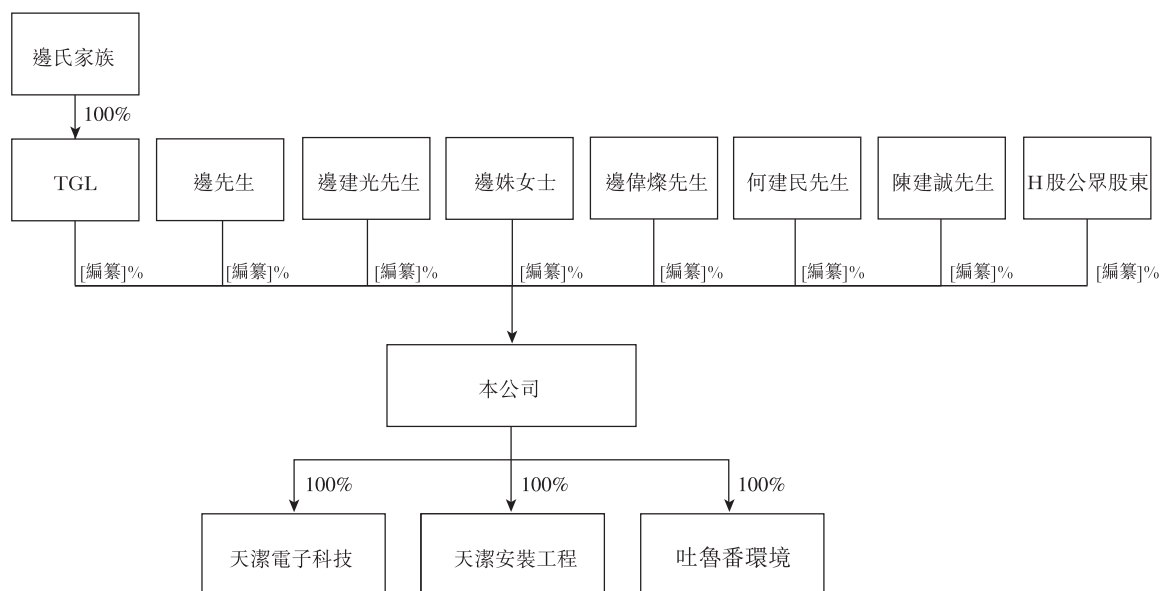 邊氏家族
100%
TGL
邊先生
邊建光先生
邊姝女士
邊偉燦先生
何建民先生
陳建誠先生
H股公眾股東
[編纂]%
[編纂]%
[編纂]%
[編纂]%
[編纂]%
[編纂]%
[編纂]%
[編纂]%
本公司
100%
100%
100%
天潔電子科技
天潔安裝工程
吐魯番環境